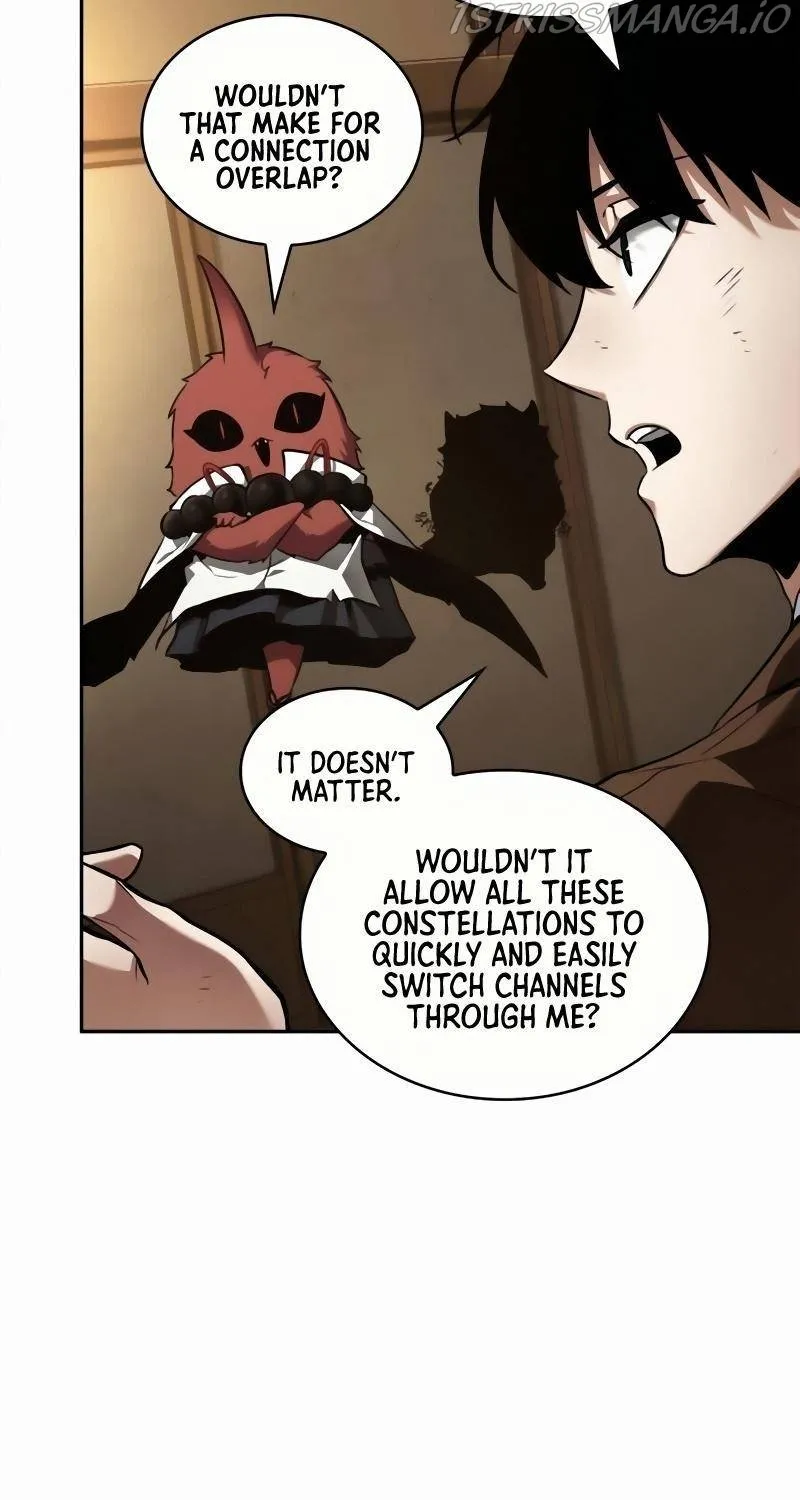 1STKISSMANGA.IO
WOULDN'T
THAT MAKE FOR
A CONNECTION
OVERLAP?
IT DOESN'T
MATTER.
WOULDN'T IT
ALLOW ALL THESE
CONSTELLATIONS TO
QUICKLY AND EASILY
SWITCH CHANNELS
THROUGH ME?